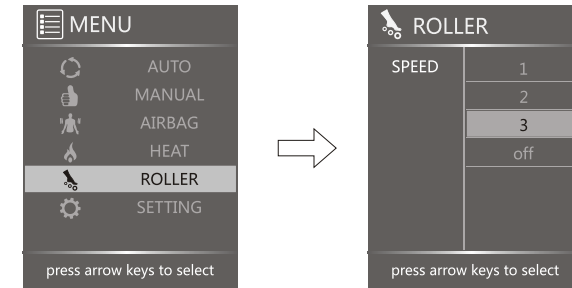 MENU
AUTO
MANUAL
AIRBAG
HEAT
ROLLER
SETTING
press arrow keys to select
ROLLER
SPEED 1
2
3
off
press arrow keys to select